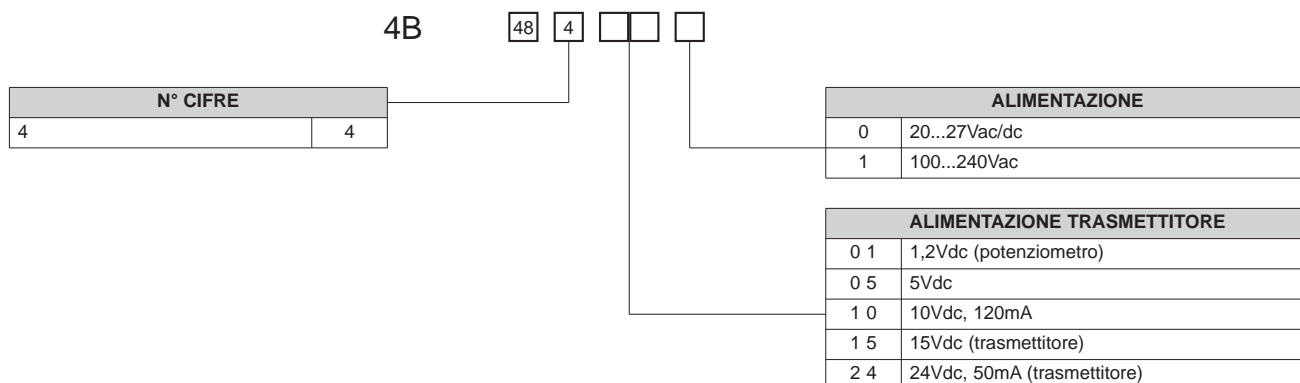 4B 48 4
N° CIFRE
4 4
ALIMENTAZIONE
0 20...27Vac/dc
1 100...240Vac
ALIMENTAZIONE TRASMETTITORE
0 1 1,2Vdc (potenziometro)
0 5 5Vdc
1 0 10Vdc, 120mA
1 5 15Vdc (trasmettitore)
2 4 24Vdc, 50mA (trasmettitore)